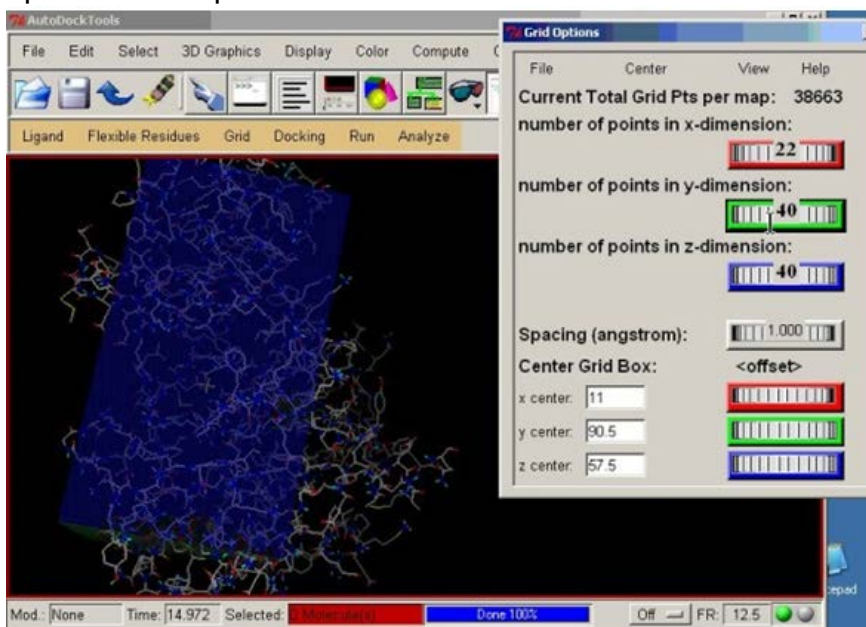 AutoDockTools
File Edit Select 3D Graphics Display Color Compute
Ligand Flexible Residues Grid Docking Run Analyze
Grid Options
File Center View Help
Current Total Grid Pts per map: 38663
number of points in x-dimension:
22
number of points in y-dimension:
40
number of points in z-dimension:
40
Spacing (angstrom): 1.000
Center Grid Box: <offset>
x center: 11
y center: 90.5
z center: 57.5
Mod.: None Time: 14.972 Selected: 0 Molecule(s) Done 100% Off FR: 12.5